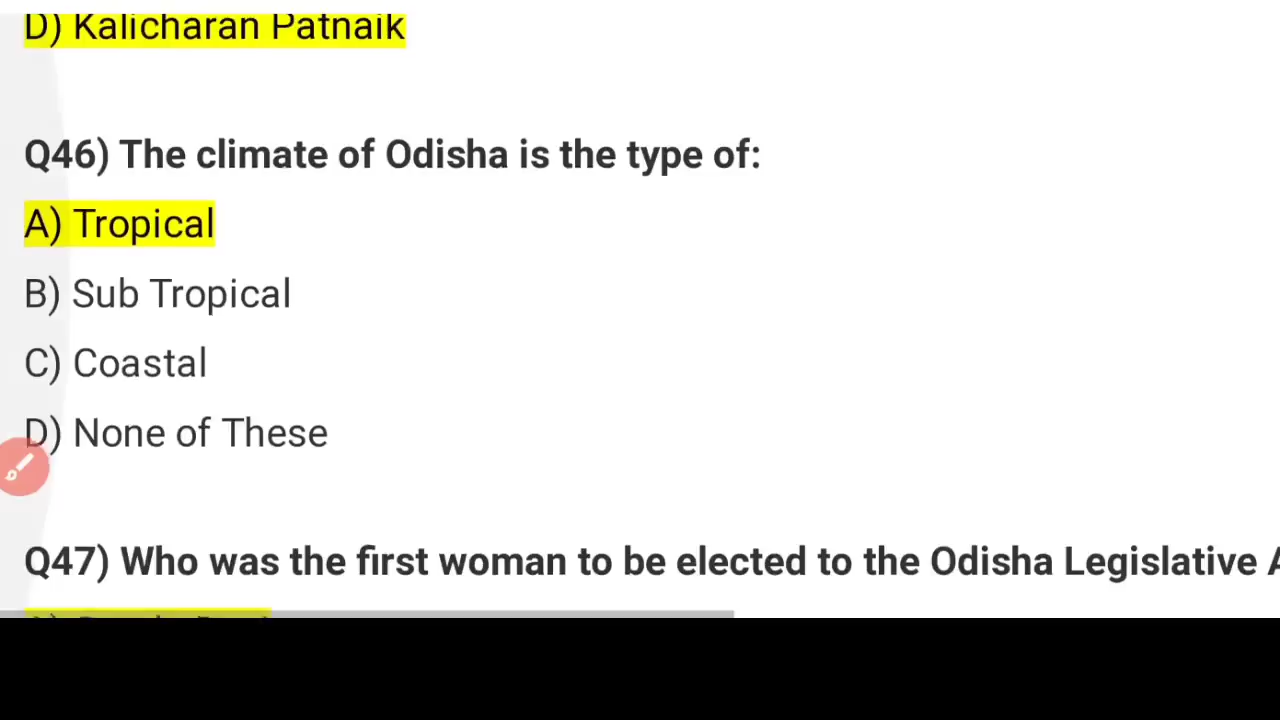 D) Kalicharan Patnaik
Q46) The climate of Odisha is the type of:
A) Tropical
B) Sub Tropical
C) Coastal
D) None of These
Q47) Who was the first woman to be elected to the Odisha Legislative